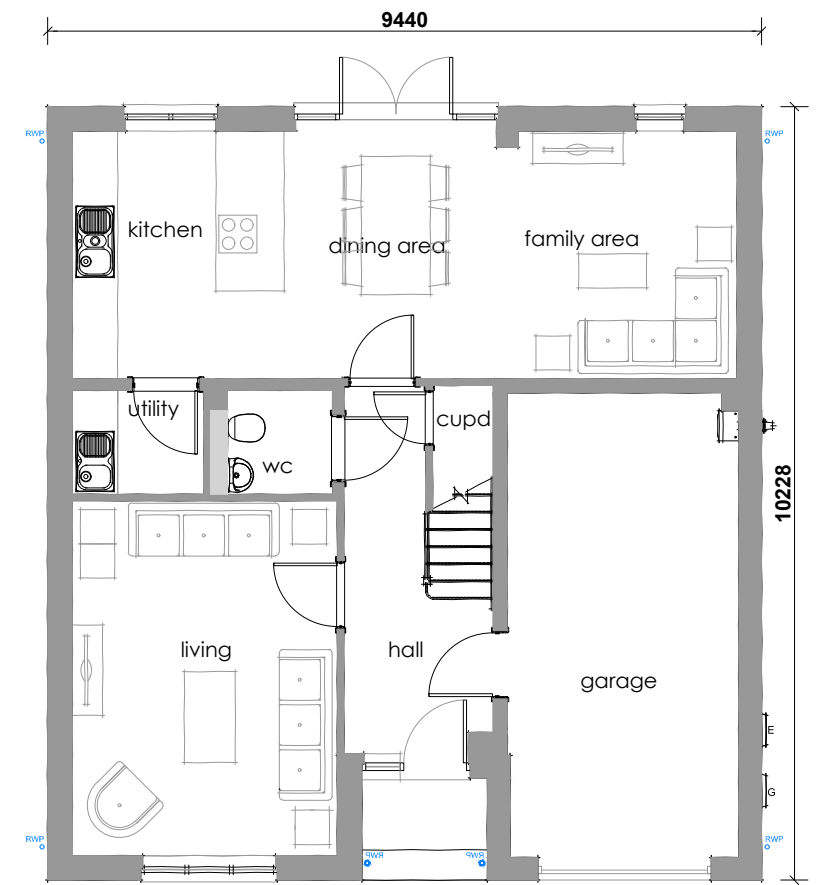 9440
RWP
RWP
kitchen
dining area
family area
utility
cupd
wc
10228
living
hall
garage
E
G
RWP
RWP
RWP
RWP